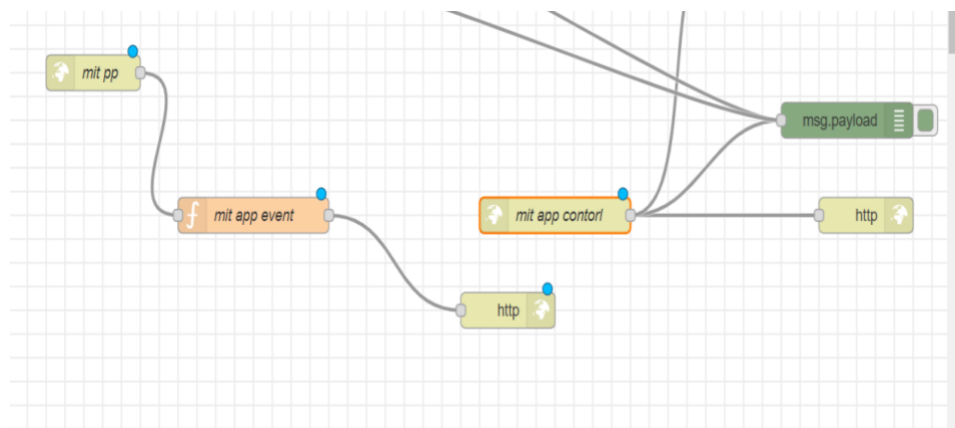 mit pp
msg.payload
mit app event
mit app contorl
http
http